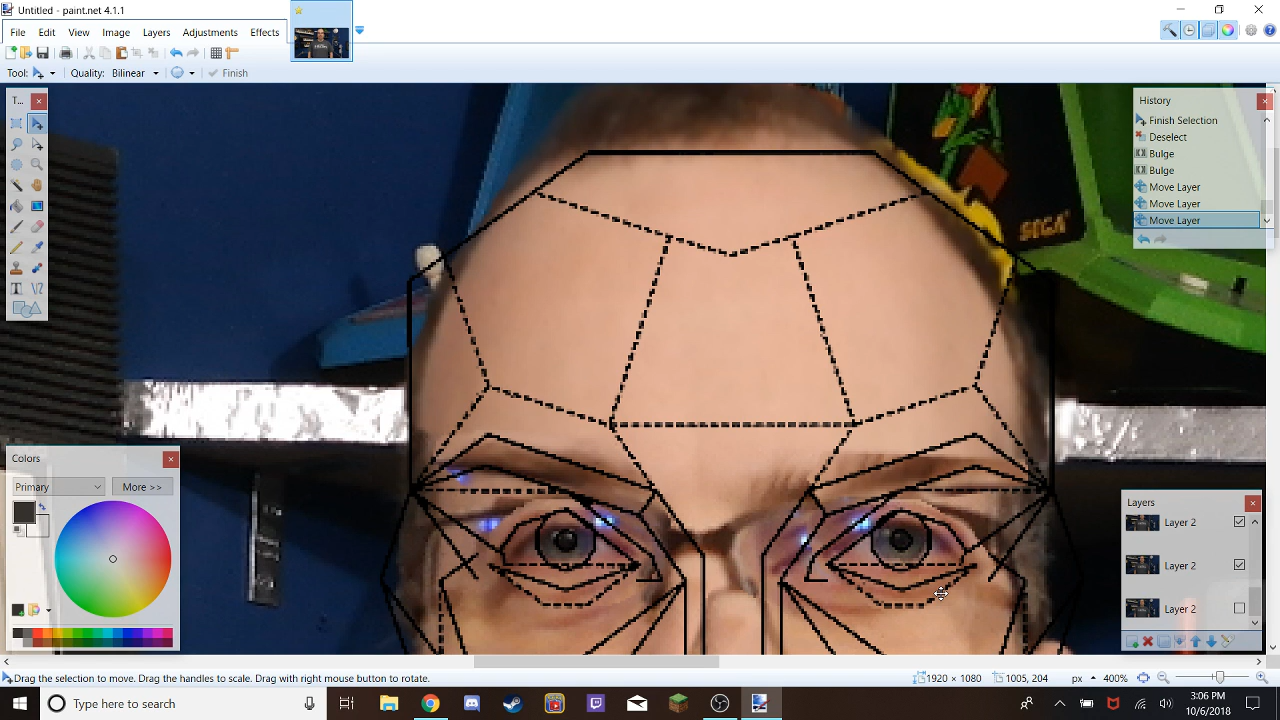 Untitled - paint.net 4.1.1
File Edit View Image Layers Adjustments Effects
Tool: Quality: Bilinear Finish
T...
History
Finish Selection
Deselect
Bulge
Bulge
Move Layer
Move Layer
Move Layer
SEGA
Colors
Primary More >>
Layers
Layer 2
Layer 2
Layer 2
Drag the selection to move. Drag the handles to scale. Drag with right mouse button to rotate. 1920 × 1080 1005, 204 px 400%
Type here to search
3:06 PM
10/6/2018